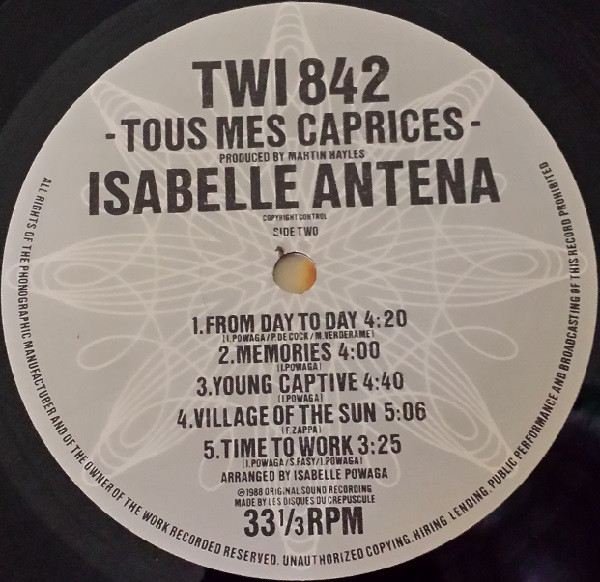 TWI 842
-TOUS MES CAPRICES-
PRODUCED BY MARTIN HAYLES
ISABELLE ANTENA
COPYRIGHT CONTROL
SIDE TWO
1.FROM DAY TO DAY 4:20
(I.POWAGA/P.DE COCK/M.VERDERAME)
2.MEMORIES 4:00
(I.POWAGA)
3.YOUNG CAPTIVE 4:40
(I.POWAGA)
4.VILLAGE OF THE SUN 5:06
(F.ZAPPA)
5.TIME TO WORK 3:25
(I.POWAGA/S.FASY/I.POWAGA)
ARRANGED BY ISABELLE POWAGA
℗1988 ORIGINAL SOUND RECORDING
MADE BY LES DISQUES DU CREPUSCULE
33 1/3 RPM
ALL RIGHTS OF THE PHONOGRAPHIC MANUFACTURER AND OF THE OWNER OF THE WORK RECORDED RESERVED. UNAUTHORIZED COPYING, HIRING, LENDING, PUBLIC PERFORMANCE AND BROADCASTING OF THIS RECORD PROHIBITED